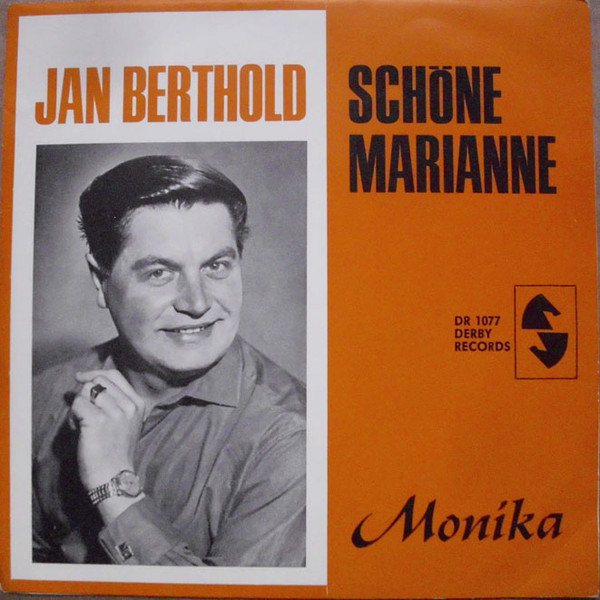 JAN BERTHOLD
SCHÖNE
MARIANNE
DR 1077
DERBY
RECORDS
Monika